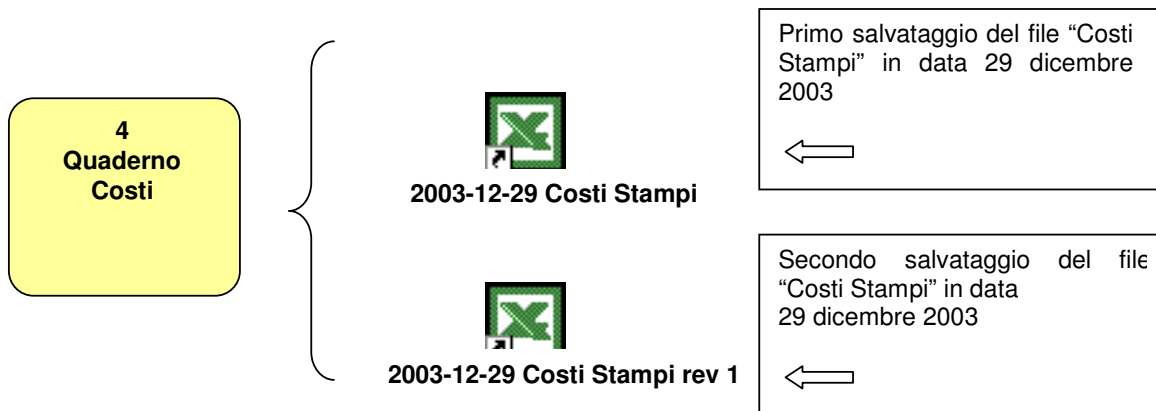 4
Quaderno
Costi
2003-12-29 Costi Stampi
Primo salvataggio del file “Costi
Stampi” in data 29 dicembre
2003
2003-12-29 Costi Stampi rev 1
Secondo salvataggio del file
“Costi Stampi” in data
29 dicembre 2003